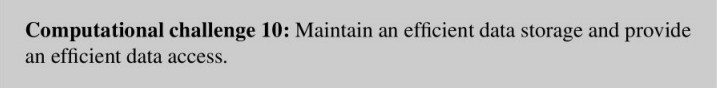 Computational challenge 10: Maintain an efficient data storage and provide
an efficient data access.